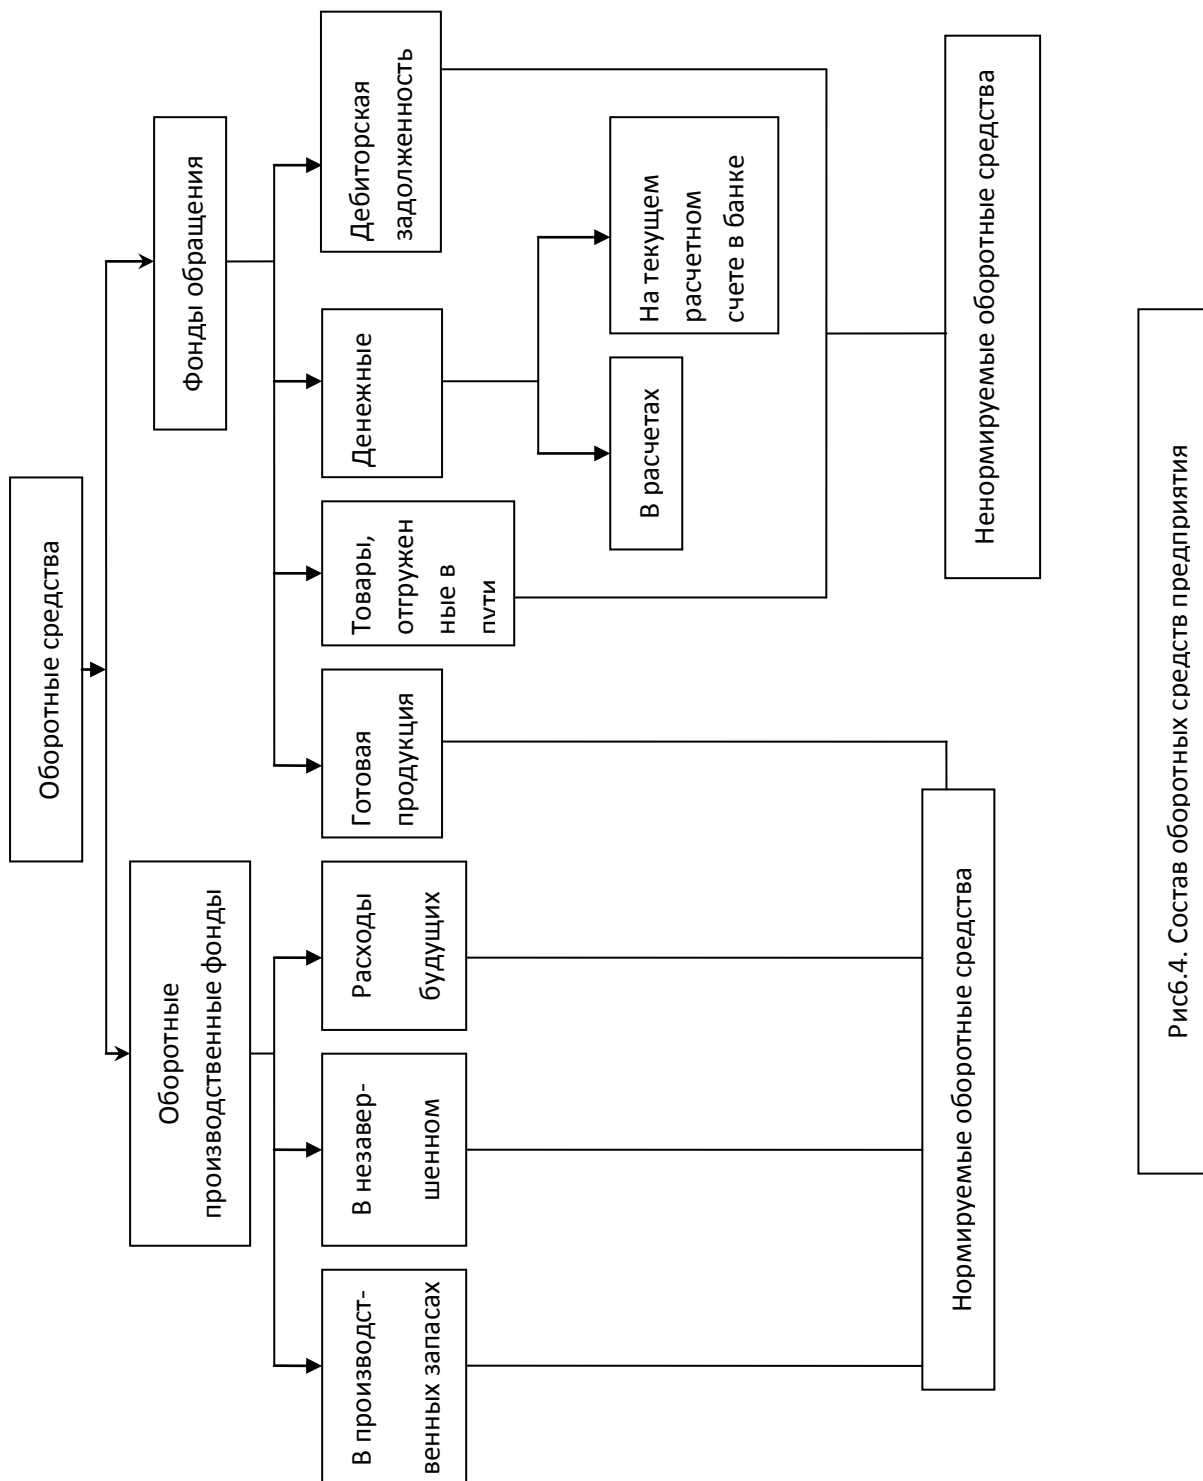 Оборотные средства
Оборотные
производственные фонды
Фонды обращения
В производст-
венных запасах
В незавер-
шенном
Расходы
будущих
Готовая
продукция
Товары,
отгружен
ные в
пути
Денежные
Дебиторская
задолженность
В расчетах
На текущем
расчетном
счете в банке
Нормируемые оборотные средства
Ненормируемые оборотные средства
Рис6.4. Состав оборотных средств предприятия